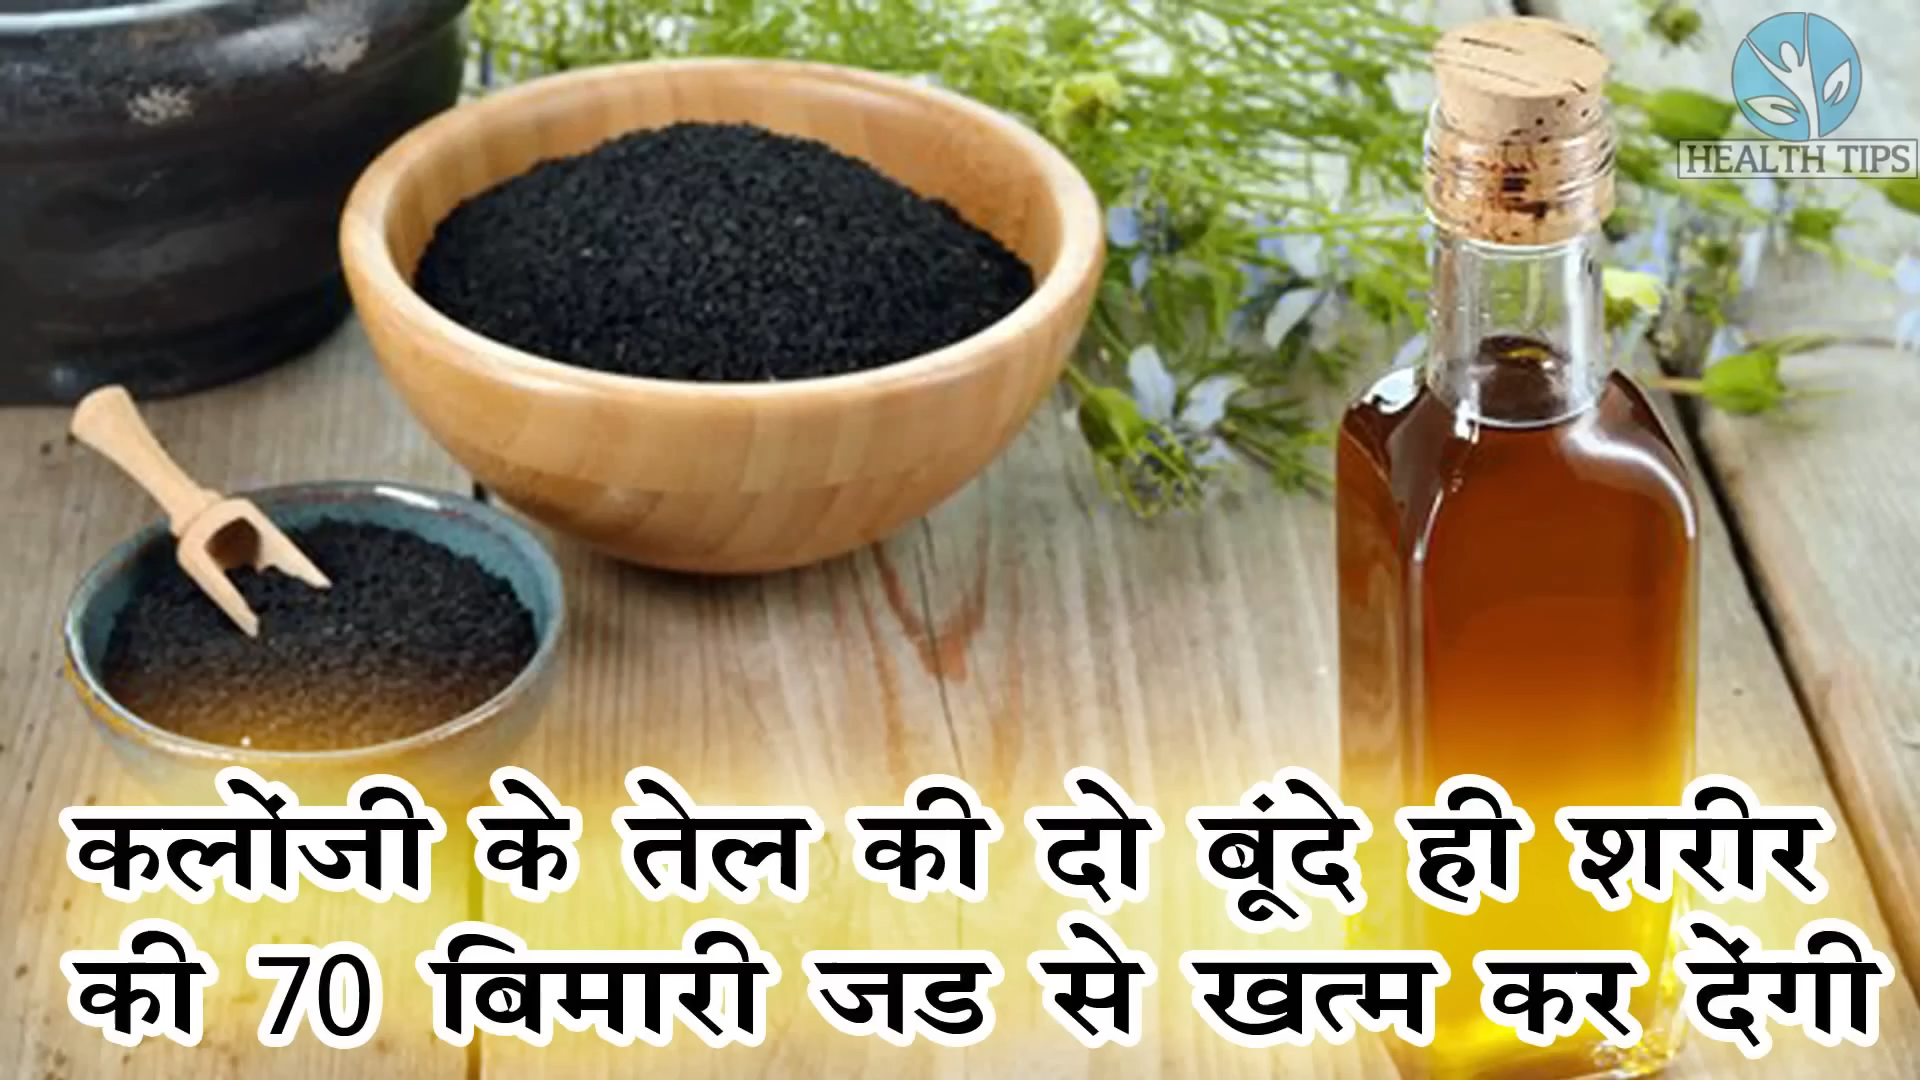 HEALTH TIPS
कलोंजी के तेल की दो बूंदे ही शरीर
की 70 बिमारी जड से खत्म कर देंगी